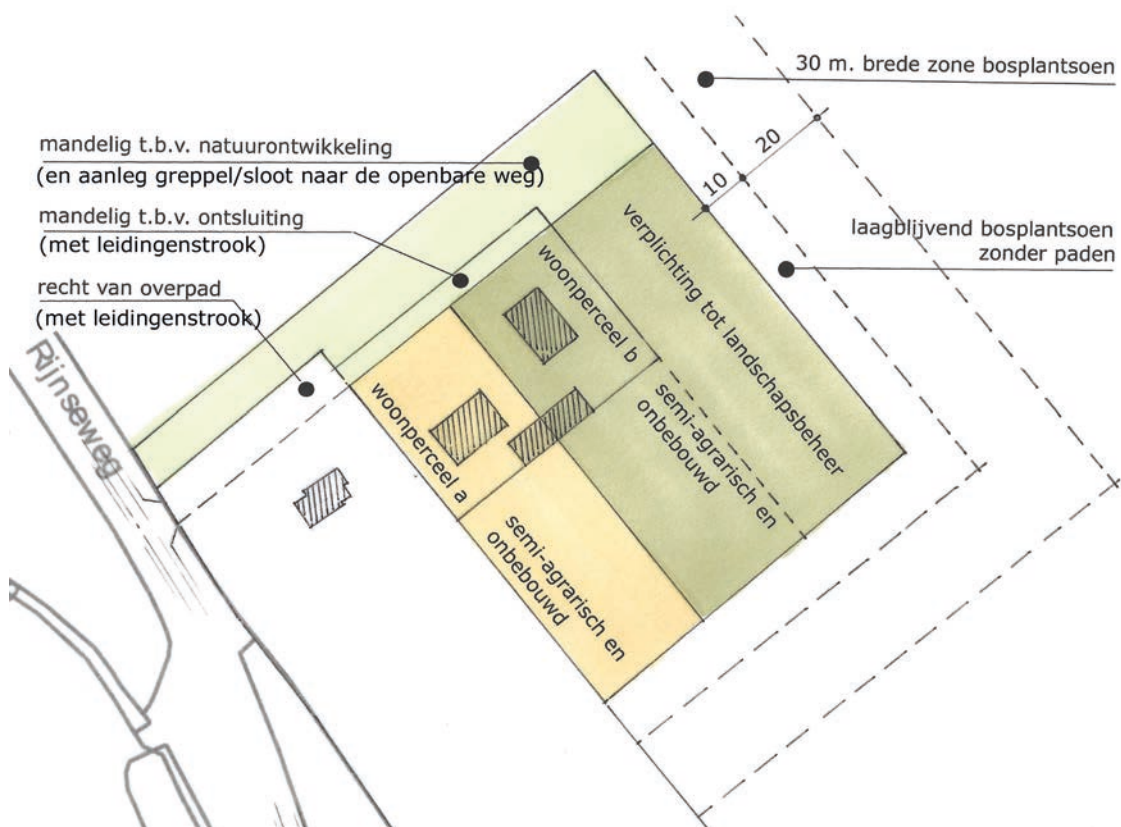 30 m. brede zone bosplantsoen
mandelig t.b.v. natuurontwikkeling
(en aanleg greppel/sloot naar de openbare weg)
20
10
mandelig t.b.v. ontsluiting
(met leidingenstrook)
laagblijvend bosplantsoen
zonder paden
recht van overpad
(met leidingenstrook)
Rijnseweg
verplichting tot landschapsbeheer
woonperceel b
semi-agrarisch en
onbebouwd
woonperceel a
semi-agrarisch en
onbebouwd